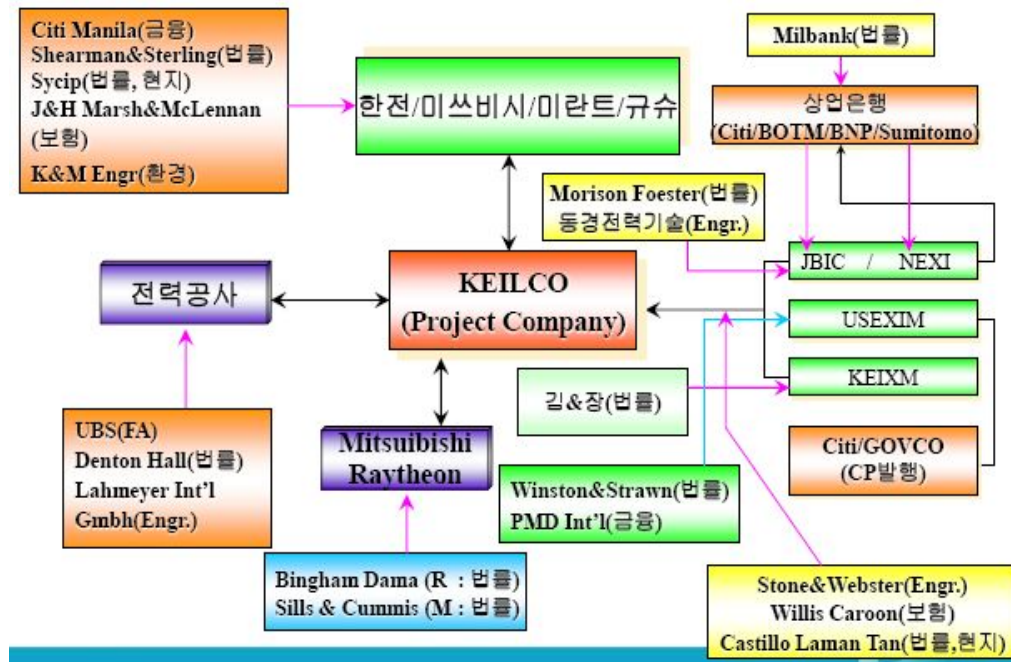 Citi Manila(금융)
Shearman&Sterling(법률)
Sycip(법률, 현지)
J&H Marsh&McLennan
(보험)
K&M Engr(환경)
한전/미쓰비시/미란트/규슈
Milbank(법률)
상업은행
(Citi/BOTM/BNP/Sumitomo)
Morison Foester(법률)
동경전력기술(Engr.)
JBIC / NEXI
전력공사
KEILCO
(Project Company)
USEXIM
KEIXM
김&장(법률)
Citi/GOVCO
(CP발행)
UBS(FA)
Denton Hall(법률)
Lahmeyer Int'l
Gmbh(Engr.)
Mitsuibishi
Raytheon
Winston&Strawn(법률)
PMD Int'l(금융)
Bingham Dama (R : 법률)
Sills & Cummis (M : 법률)
Stone&Webster(Engr.)
Willis Caroon(보험)
Castillo Laman Tan(법률,현지)